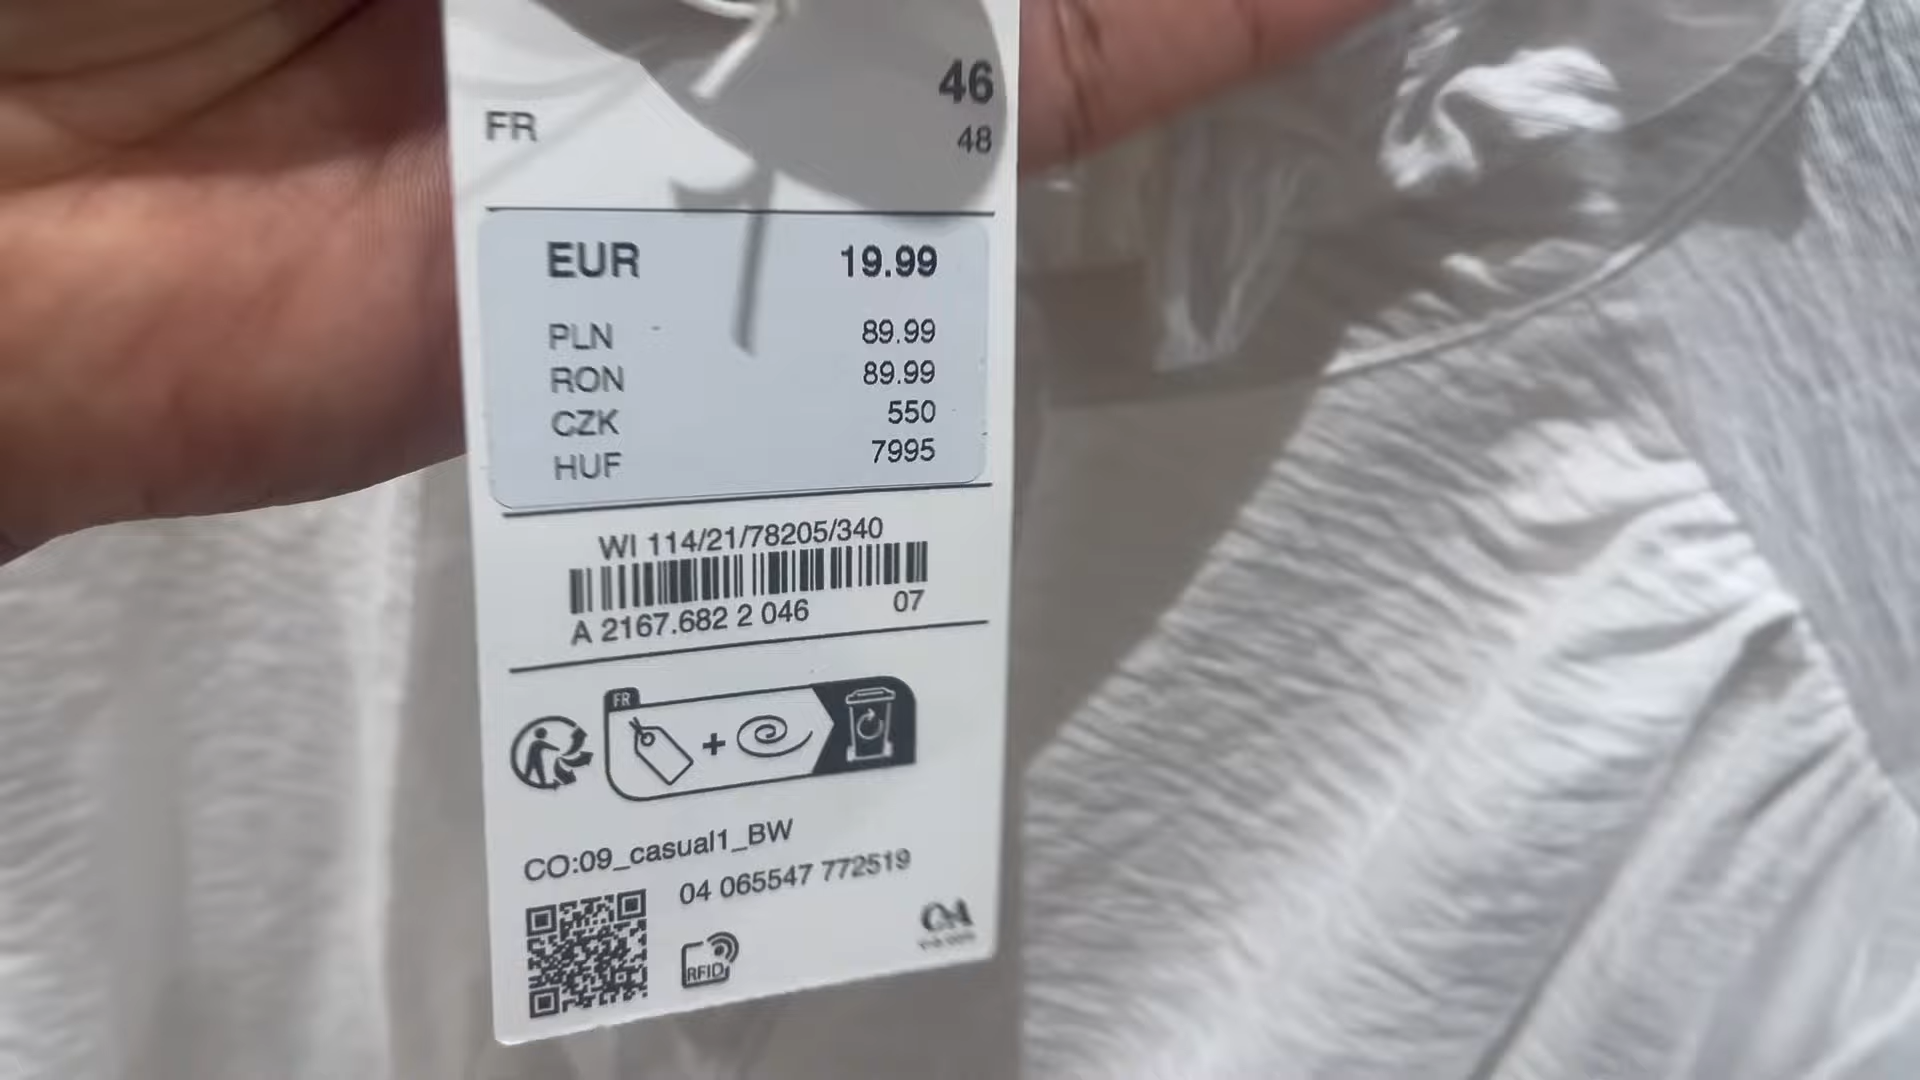 46
FR 48
EUR 19.99
PLN 89.99
RON 89.99
CZK 550
HUF 7995
WI 114/21/78205/340
A 2167.682 2 046 07
FR
CO:09_casual1_BW
04 065547 772519
RFID
C&A